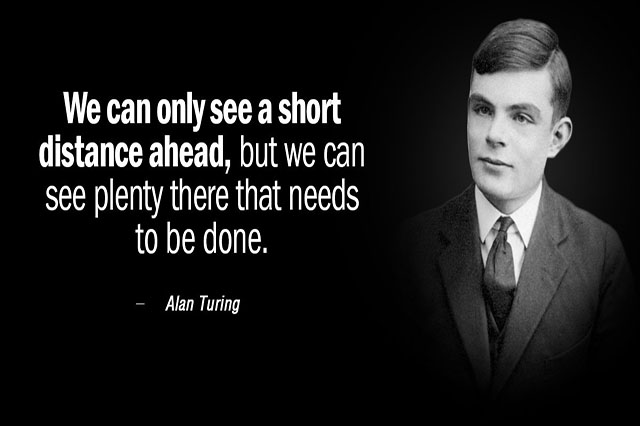 We can only see a short
distance ahead, but we can
see plenty there that needs
to be done.
– Alan Turing